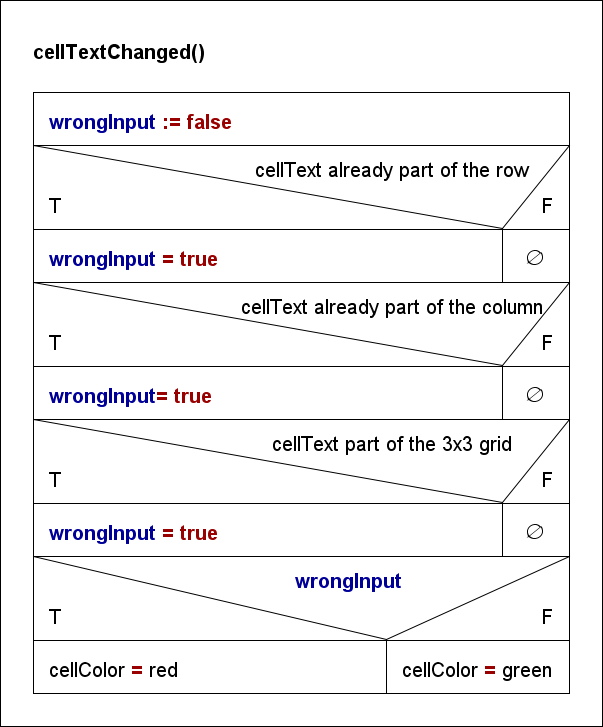 cellTextChanged()
wrongInput := false
cellText already part of the row
T F
wrongInput = true ∅
cellText already part of the column
T F
wrongInput= true ∅
cellText part of the 3x3 grid
T F
wrongInput = true ∅
wrongInput
T F
cellColor = red cellColor = green